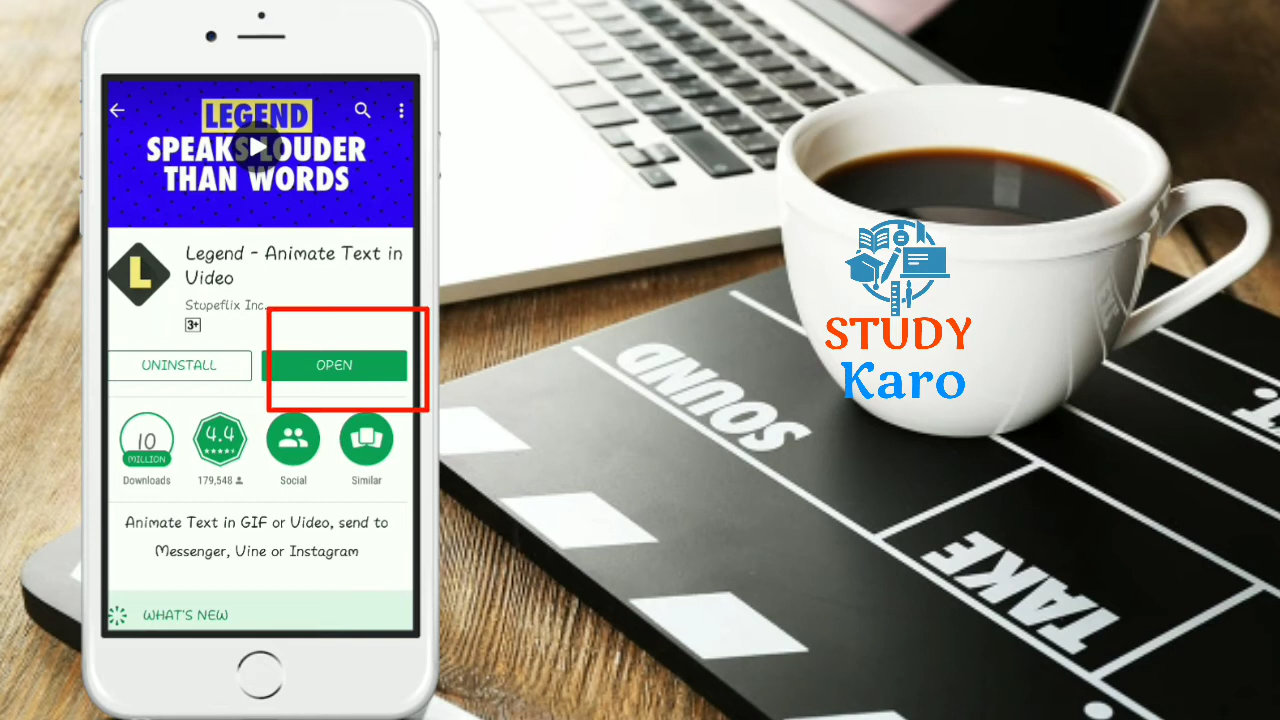 LEGEND
SPEAKS LOUDER
THAN WORDS
Legend - Animate Text in
Video
Stupeflix Inc.
3+
UNINSTALL
OPEN
10
MILLION
4.4
Downloads
179,548
Social
Similar
Animate Text in GIF or Video, send to
Messenger, Vine or Instagram
WHAT'S NEW
L
STUDY
Karo
SOUND
TAKE